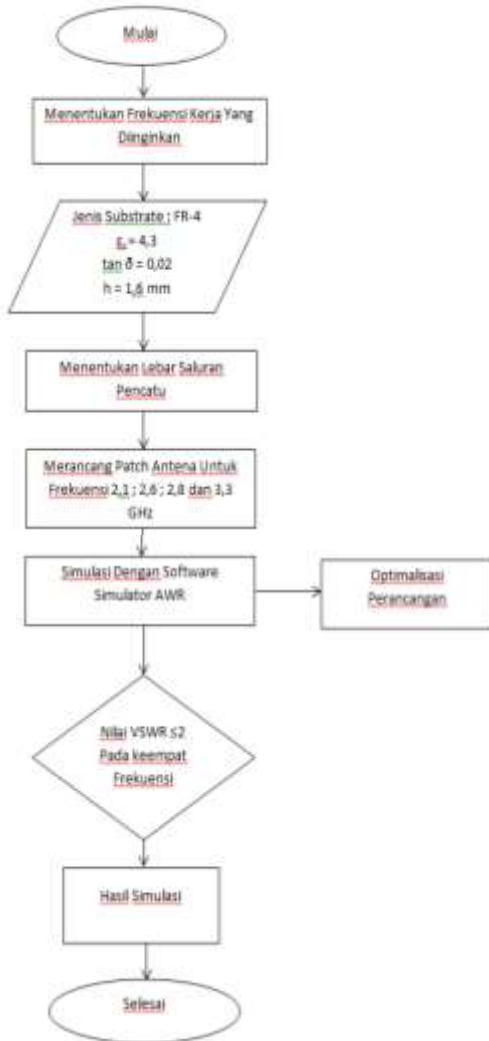 Mulai
Menentukan Frekuensi Kerja Yang
Diinginkan
Jenis Substrate : FR-4
εr = 4,3
tan ð = 0,02
h = 1,6 mm
Menentukan Lebar Saluran
Pencatu
Merancang Patch Antena Untuk
Frekuensi 2,1 ; 2,6 ; 2,8 dan 3,3
GHz
Simulasi Dengan Software
Simulator AWR
Optimalisasi
Perancangan
Nilai VSWR ≤2
Pada keempat
Frekuensi
Hasil Simulasi
Selesai